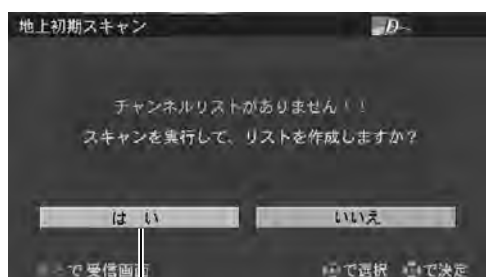 地上初期スキャン
チャンネルリストがありません!!
スキャンを実行して、リストを作成しますか?
はい いいえ
で受信画面 で選択 で決定